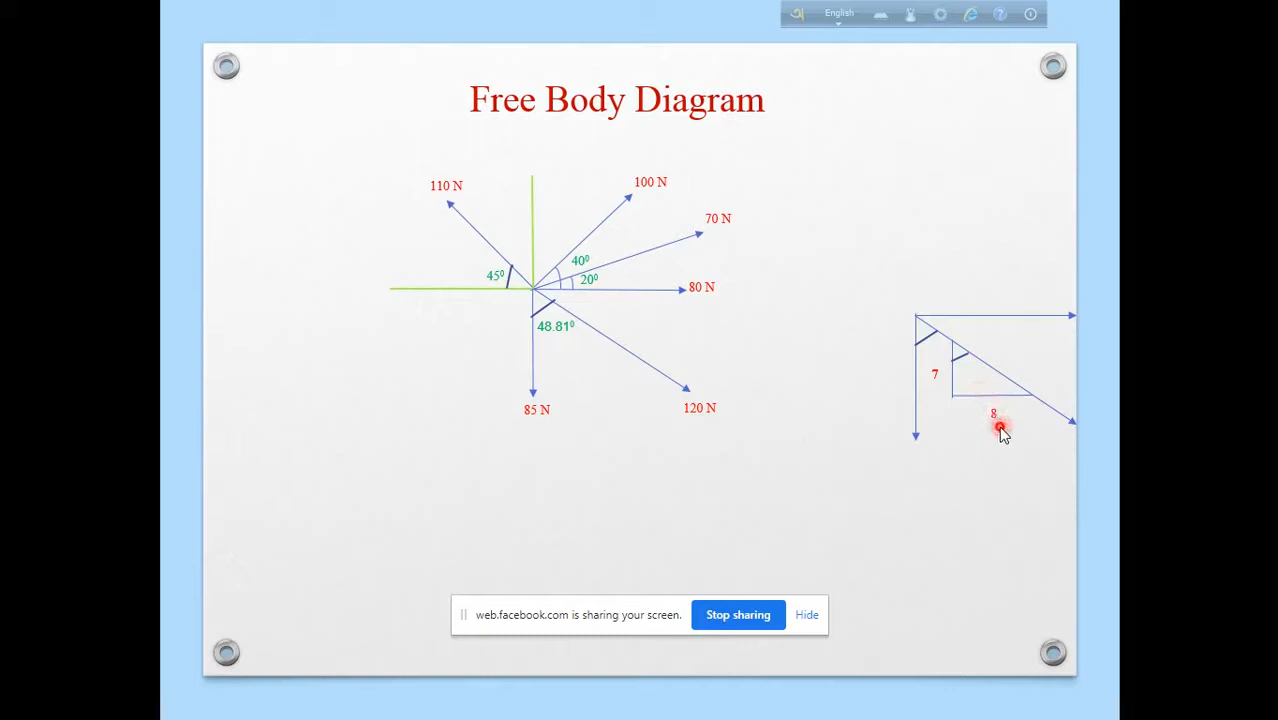 English
Free Body Diagram
110 N
100 N
70 N
40⁰
45⁰
20⁰
80 N
48.81⁰
7
85 N
120 N
8
web.facebook.com is sharing your screen.
Stop sharing
Hide